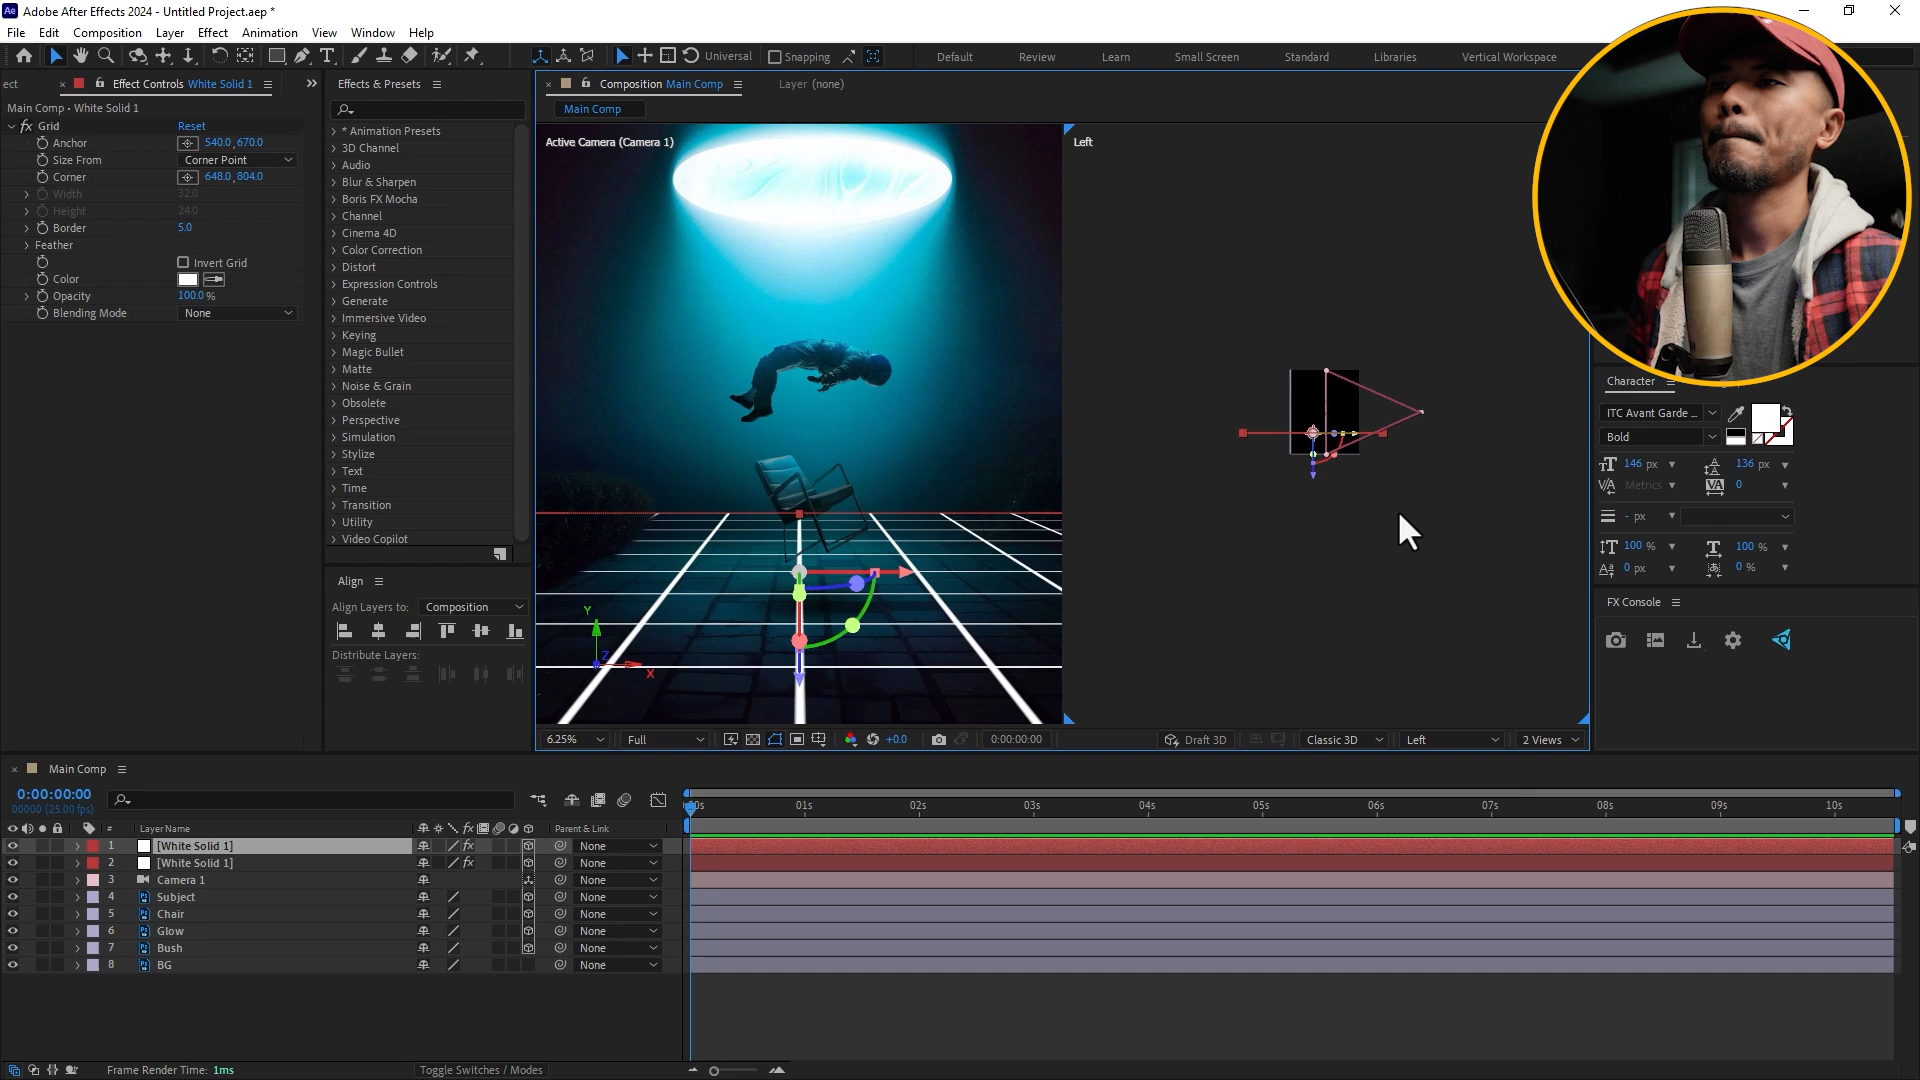 Adobe After Effects 2024 - Untitled Project.aep *
File Edit Composition Layer Effect Animation View Window Help
Universal Snapping Default Review Learn Small Screen Standard Libraries Vertical Workspace
ect
Effect Controls White Solid 1
Main Comp • White Solid 1
fx Grid Reset
Anchor 540.0, 670.0
Size From Corner Point
Corner 648.0, 804.0
Width 32.0
Height 24.0
Border 5.0
Feather
Invert Grid
Color
Opacity 100.0 %
Blending Mode None
Effects & Presets
* Animation Presets
3D Channel
Audio
Blur & Sharpen
Boris FX Mocha
Channel
Cinema 4D
Color Correction
Distort
Expression Controls
Generate
Immersive Video
Keying
Magic Bullet
Matte
Noise & Grain
Obsolete
Perspective
Simulation
Stylize
Text
Time
Transition
Utility
Video Copilot
Align
Align Layers to: Composition
Distribute Layers:
Composition Main Comp Layer (none)
Main Comp
Active Camera (Camera 1) Left
Y
Z
X
6.25% Full +0.0 0:00:00:00 Draft 3D Classic 3D Left 2 Views
Character
ITC Avant Garde ...
Bold
146 px 136 px
Metrics 0
- px
100 % 100 %
0 px 0 %
FX Console
Main Comp
0:00:00:00
00000 (25.00 fps)
00s 01s 02s 03s 04s 05s 06s 07s 08s 09s 10s
# Layer Name fx Parent & Link
1 [White Solid 1] fx None
2 [White Solid 1] fx None
3 Camera 1 None
4 Subject None
5 Chair None
6 Glow None
7 Bush None
8 BG None
Frame Render Time: 1ms Toggle Switches / Modes